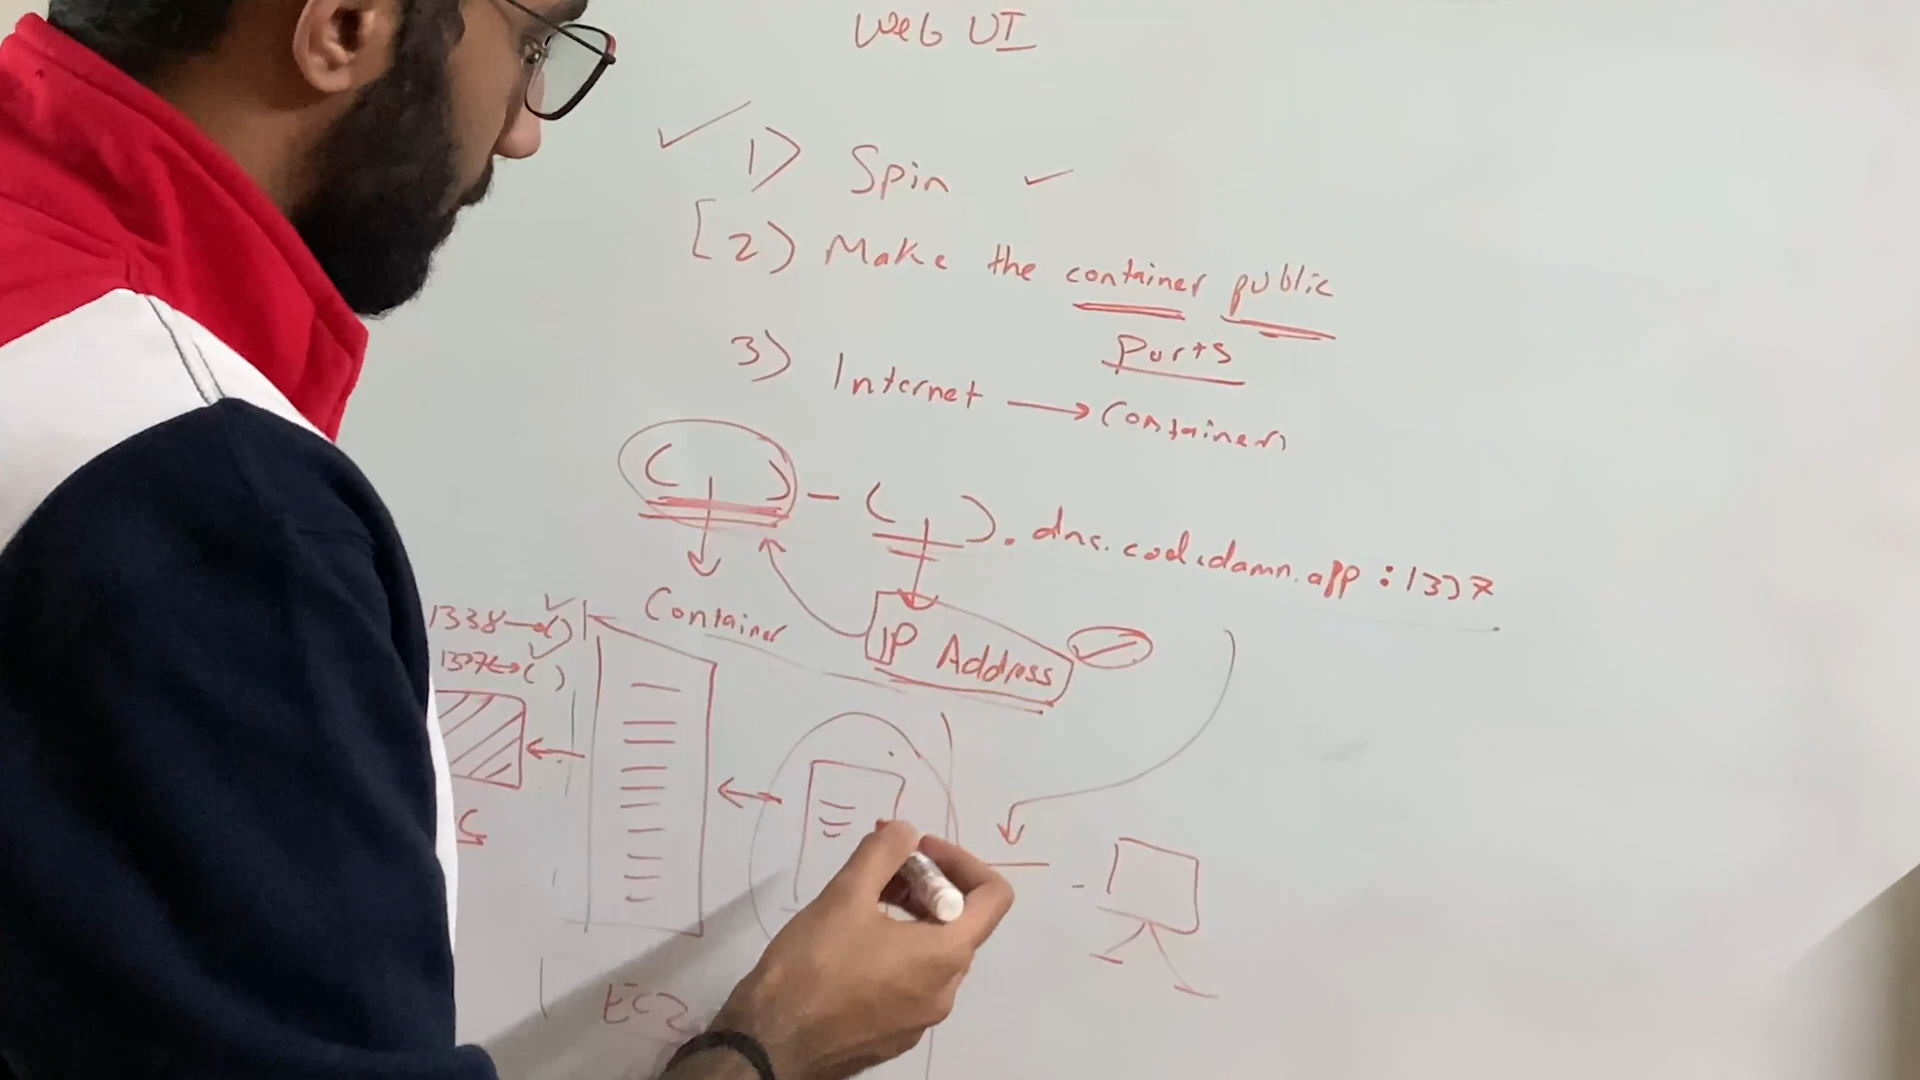 Web UI
1) Spin
[2) Make the container public
Ports
3) Internet → Container
( ) - ( ). dns.codedamn.app : 1337
Container
IP Address
1338 → ( )
1337 → ( )
EC2